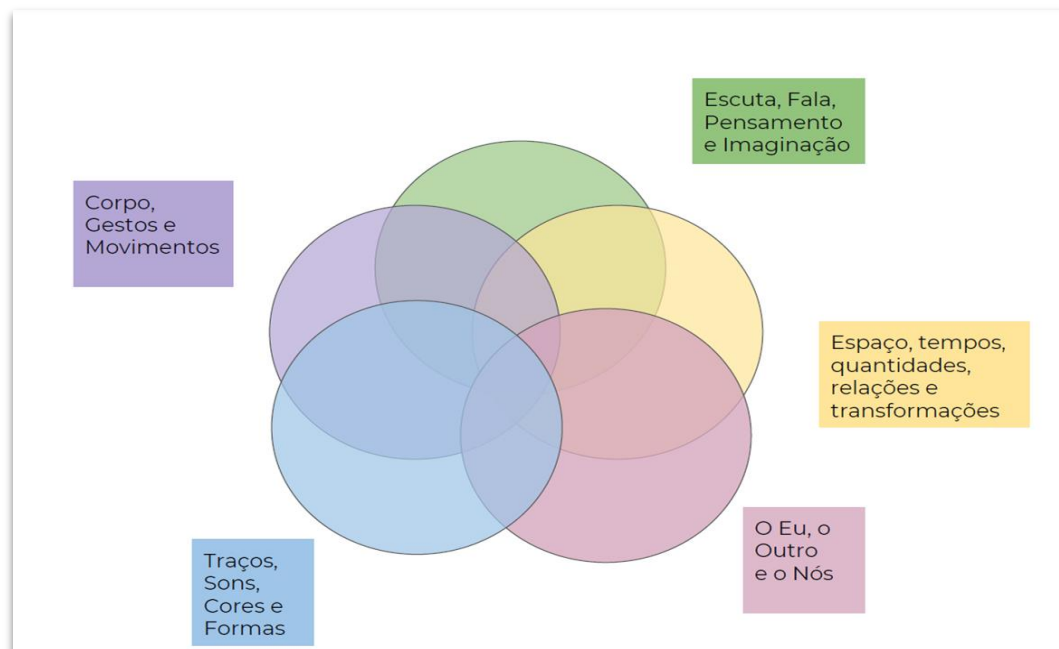 Escuta, Fala,
Pensamento
e Imaginação
Corpo,
Gestos e
Movimentos
Espaço, tempos,
quantidades,
relações e
transformações
O Eu, o
Outro
e o Nós
Traços,
Sons,
Cores e
Formas